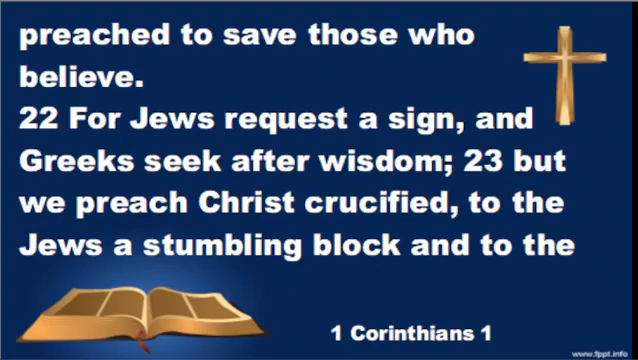 preached to save those who
believe.
22 For Jews request a sign, and
Greeks seek after wisdom; 23 but
we preach Christ crucified, to the
Jews a stumbling block and to the
1 Corinthians 1
www.fppt.info